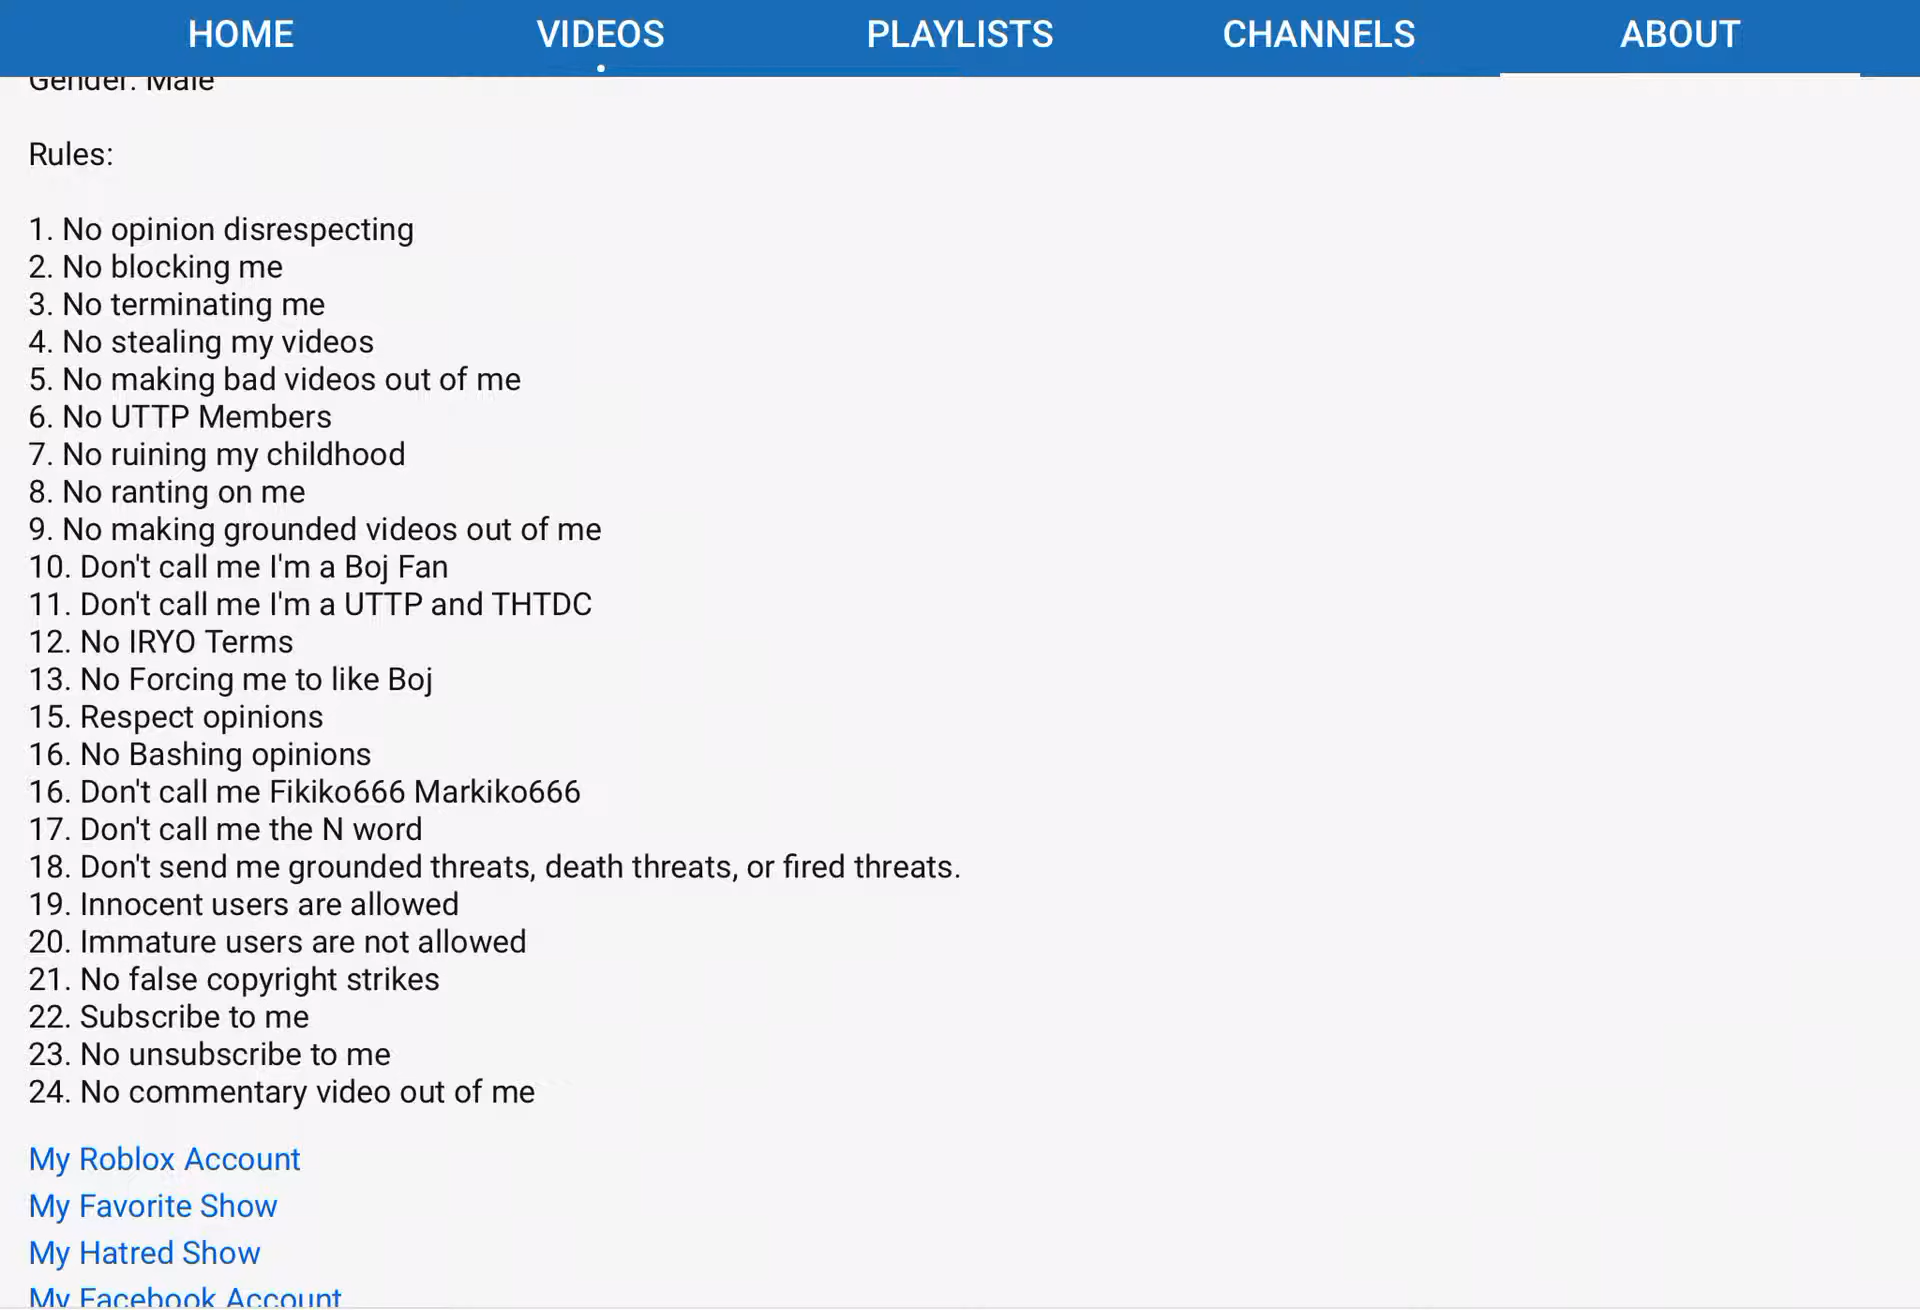 HOME VIDEOS PLAYLISTS CHANNELS ABOUT
Gender: Male
Rules:
1. No opinion disrespecting
2. No blocking me
3. No terminating me
4. No stealing my videos
5. No making bad videos out of me
6. No UTTP Members
7. No ruining my childhood
8. No ranting on me
9. No making grounded videos out of me
10. Don't call me I'm a Boj Fan
11. Don't call me I'm a UTTP and THTDC
12. No IRYO Terms
13. No Forcing me to like Boj
15. Respect opinions
16. No Bashing opinions
16. Don't call me Fikiko666 Markiko666
17. Don't call me the N word
18. Don't send me grounded threats, death threats, or fired threats.
19. Innocent users are allowed
20. Immature users are not allowed
21. No false copyright strikes
22. Subscribe to me
23. No unsubscribe to me
24. No commentary video out of me
My Roblox Account
My Favorite Show
My Hatred Show
My Facebook Account